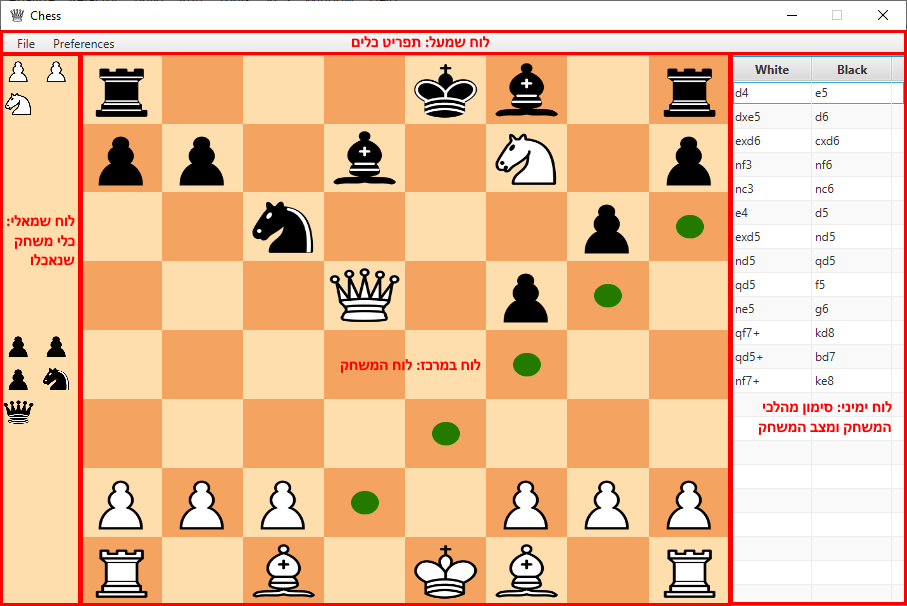 Chess
File Preferences
לוח שמעל: תפריט כלים
לוח שמאלי:
כלי משחק
שנאכלו
לוח במרכז: לוח המשחק
White Black
d4 e5
dxe5 d6
exd6 cxd6
nf3 nf6
nc3 nc6
e4 d5
exd5 nd5
nd5 qd5
qd5 f5
ne5 g6
qf7+ kd8
qd5+ bd7
nf7+ ke8
לוח ימיני: סימון מהלכי
המשחק ומצב המשחק